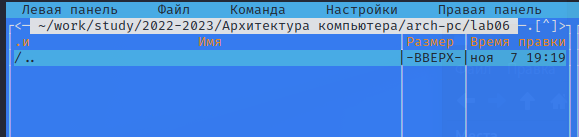 Левая панель Файл Команда Настройки Правая панель
<─ ~/work/study/2022-2023/Архитектура компьютера/arch-pc/lab06 ─.[^]>
.и Имя Размер Время правки
/.. -ВВЕРХ- ноя 7 19:19